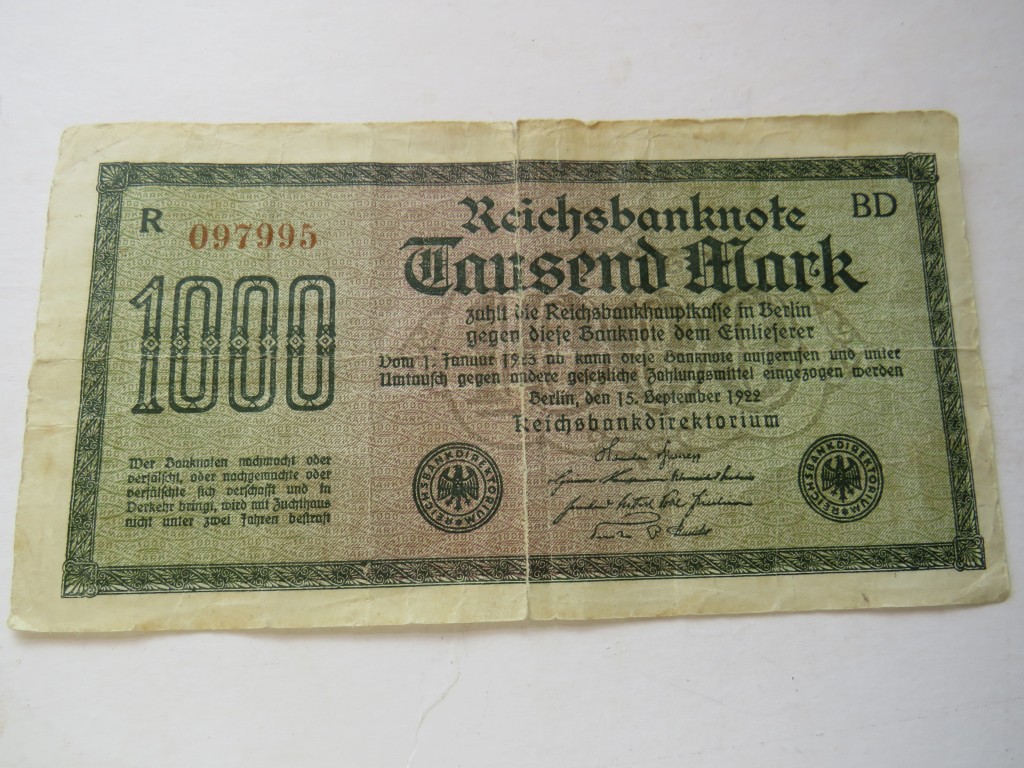 R 097995 BD
Reichsbanknote
Tausend Mark
1000
zahlt die Reichsbankhauptkasse in Berlin
gegen diese Banknote dem Einlieferer
Vom 1. Januar 1923 ab kann diese Banknote aufgerufen und unter
Umtausch gegen andere gesetzliche Zahlungsmittel eingezogen werden
Berlin, den 15. September 1922
Reichsbankdirektorium
Wer Banknoten nachmacht oder
verfälscht, oder nachgemachte oder
verfälschte sich verschafft und in
Verkehr bringt, wird mit Zuchthaus
nicht unter zwei Jahren bestraft
REICHSBANKDIREKTORIUM
REICHSBANKDIREKTORIUM